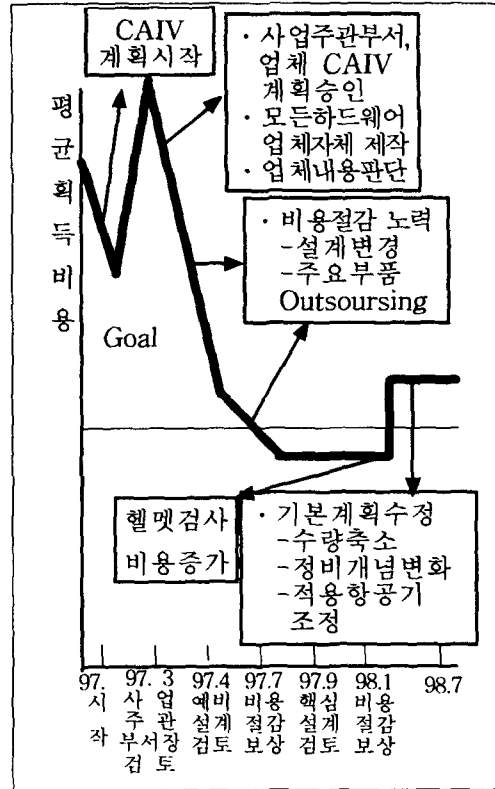 CAIV
계획시작
· 사업주관부서,
업체 CAIV
계획승인
· 모든하드웨어
업체자체 제작
· 업체내용판단
평균획득비용
· 비용절감 노력
-설계변경
-주요부품
Outsoursing
Goal
헬멧검사
비용증가
· 기본계획수정
-수량축소
-정비개념변화
-적용항공기
조정
97.
시작
97. 3
사업주관부서장검토
97.4
예비설계검토
97.7
비용절감보상
97.9
핵심설계검토
98.1
비용절감보상
98.7